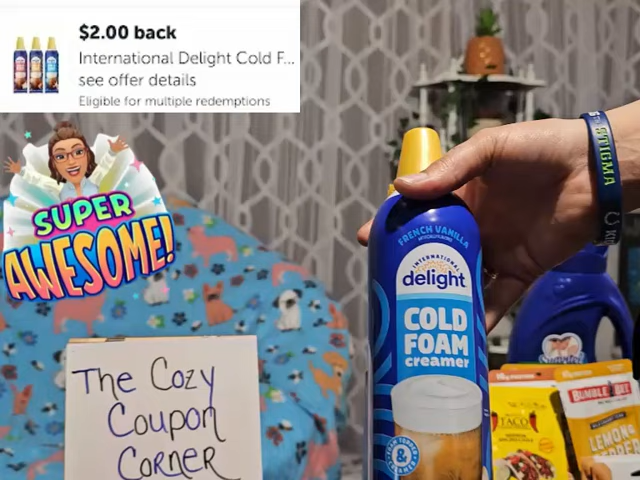 $2.00 back
International Delight Cold F...
see offer details
Eligible for multiple redemptions
SUPER
AWESOME!
The Cozy
Coupon
Corner
STIGMA
FRENCH VANILLA
INTERNATIONAL
delight
COLD
FOAM
creamer
&
TACO
BUMBLE BEE
LEMON &